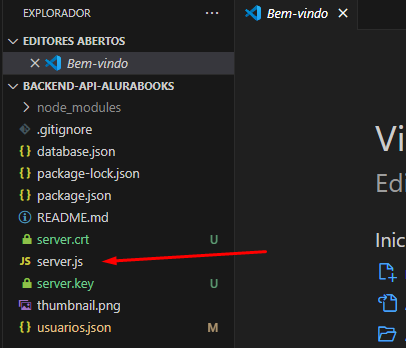 EXPLORADOR
EDITORES ABERTOS
Bem-vindo
BACKEND-API-ALURABOOKS
node_modules
.gitignore
{} database.json
{} package-lock.json
{} package.json
README.md
server.crt U
JS server.js
server.key U
thumbnail.png
{} usuarios.json M
Bem-vindo
Vi
Edi
Inic